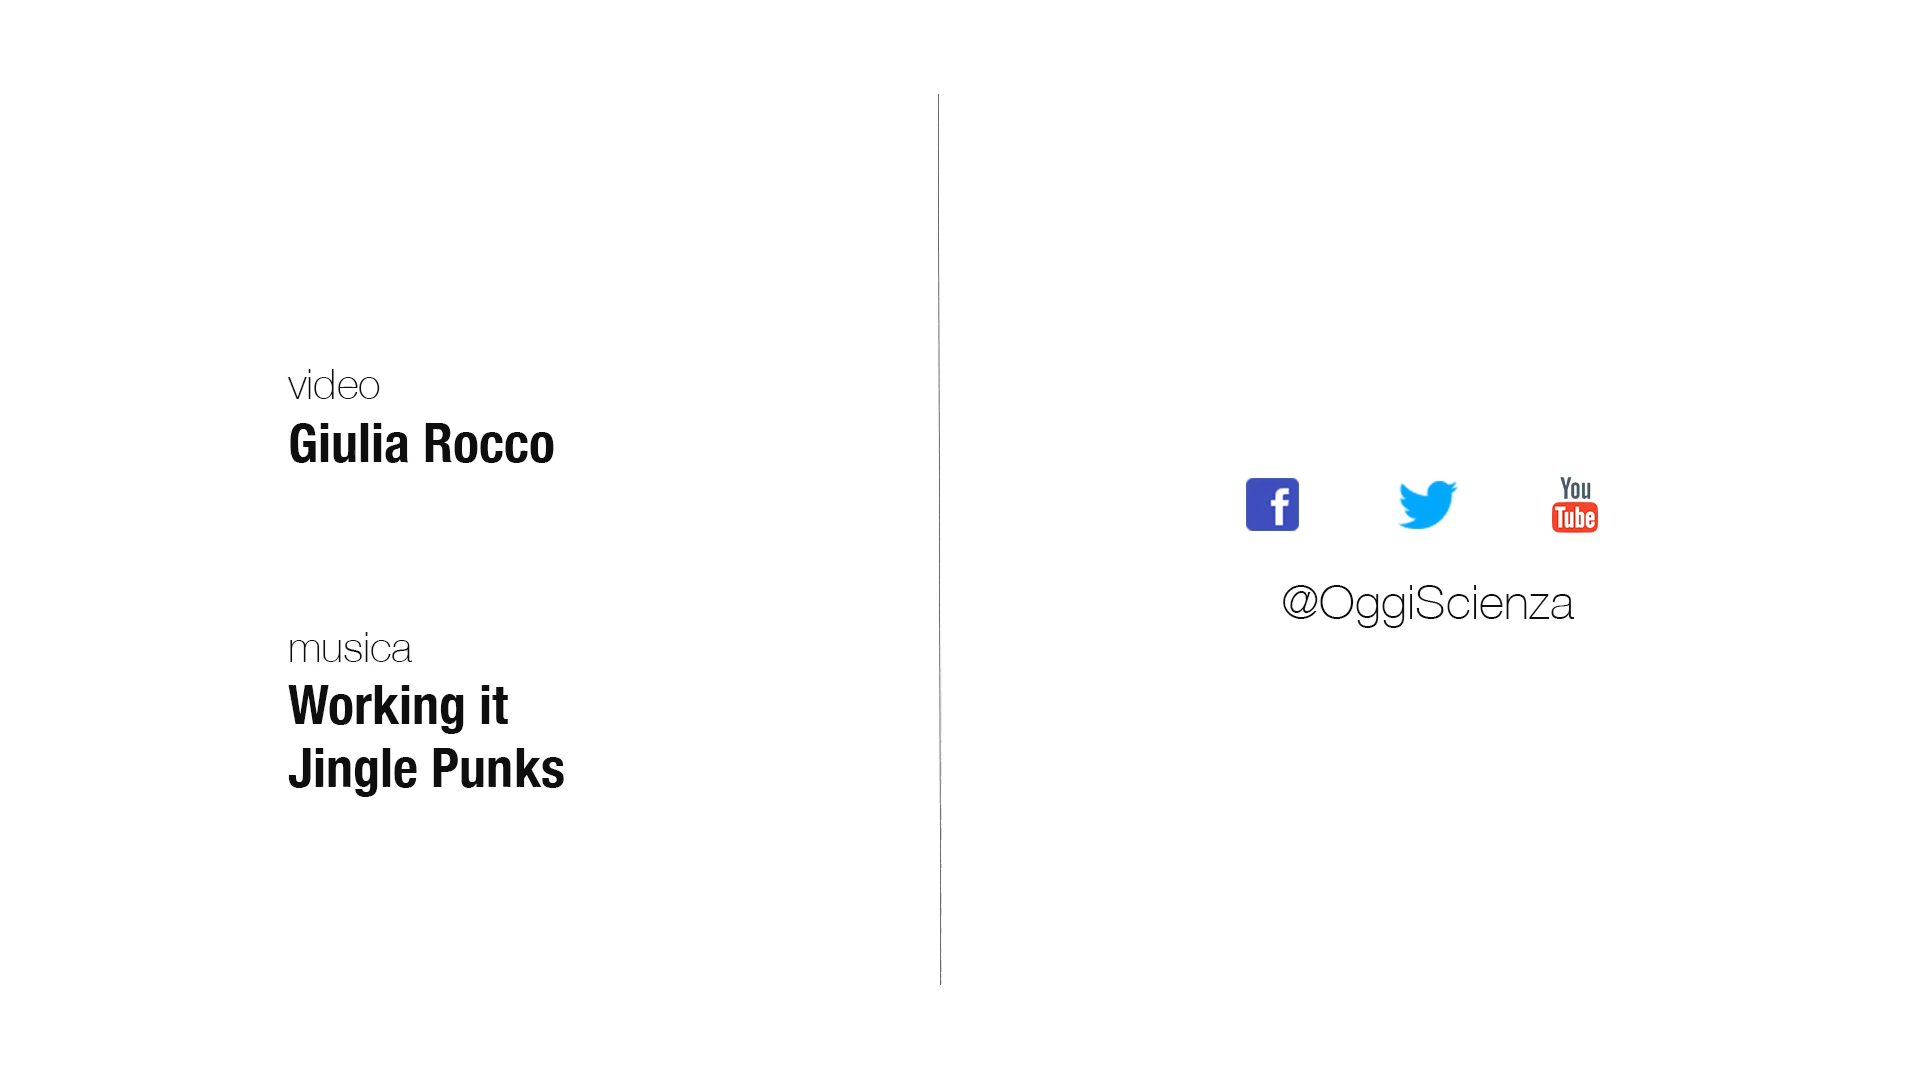 video
Giulia Rocco
musica
Working it
Jingle Punks
f
You
Tube
@OggiScienza